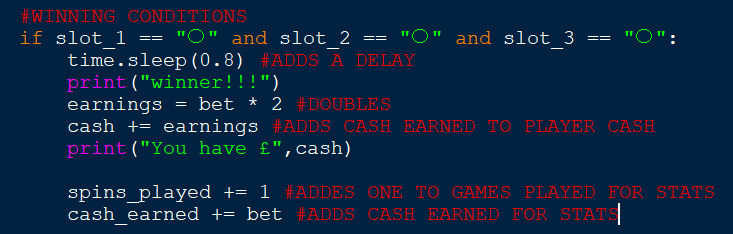 #WINNING CONDITIONS
if slot_1 == "○" and slot_2 == "○" and slot_3 == "○":
    time.sleep(0.8) #ADDS A DELAY
    print("winner!!!")
    earnings = bet * 2 #DOUBLES
    cash += earnings #ADDS CASH EARNED TO PLAYER CASH
    print("You have £",cash)

    spins_played += 1 #ADDES ONE TO GAMES PLAYED FOR STATS
    cash_earned += bet #ADDS CASH EARNED FOR STATS